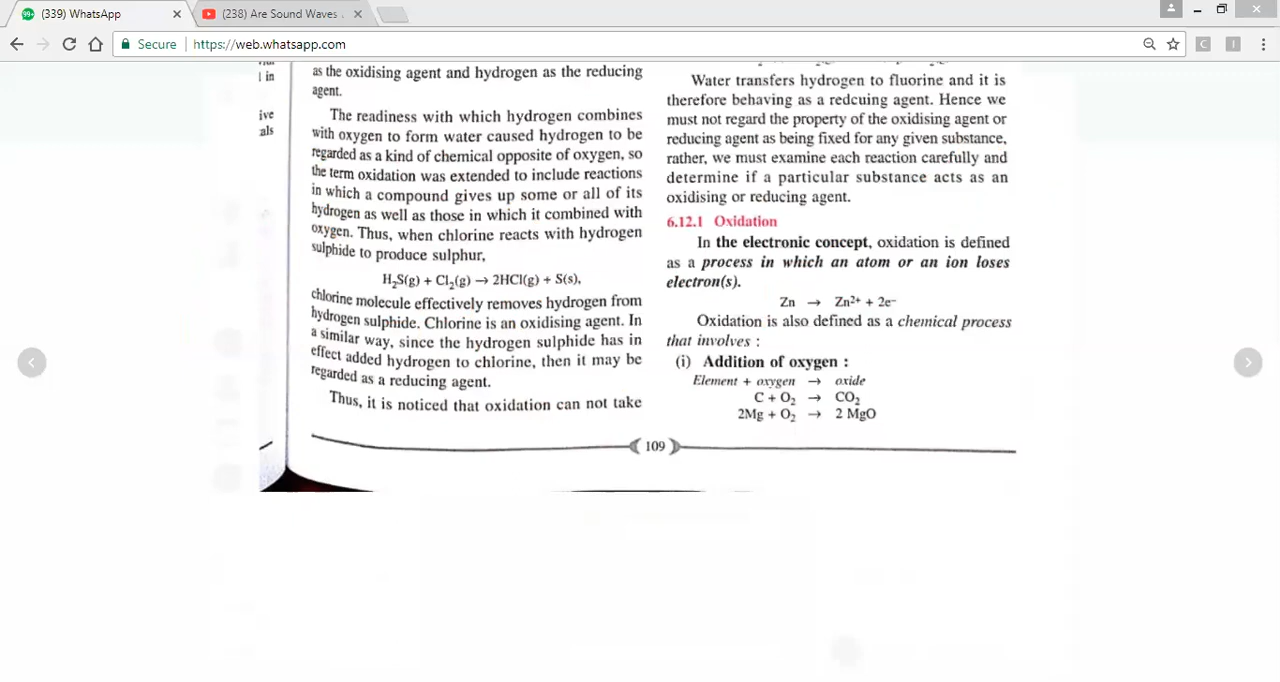 (339) WhatsApp
(238) Are Sound Waves
Secure
https://web.whatsapp.com
l in
ive
als
as the oxidising agent and hydrogen as the reducing
agent.
The readiness with which hydrogen combines
with oxygen to form water caused hydrogen to be
regarded as a kind of chemical opposite of oxygen, so
the term oxidation was extended to include reactions
in which a compound gives up some or all of its
hydrogen as well as those in which it combined with
oxygen. Thus, when chlorine reacts with hydrogen
sulphide to produce sulphur,
H₂S(g) + Cl₂(g) → 2HCl(g) + S(s),
chlorine molecule effectively removes hydrogen from
hydrogen sulphide. Chlorine is an oxidising agent. In
a similar way, since the hydrogen sulphide has in
effect added hydrogen to chlorine, then it may be
regarded as a reducing agent.
Thus, it is noticed that oxidation can not take
Water transfers hydrogen to fluorine and it is
therefore behaving as a redcuing agent. Hence we
must not regard the property of the oxidising agent or
reducing agent as being fixed for any given substance,
rather, we must examine each reaction carefully and
determine if a particular substance acts as an
oxidising or reducing agent.
6.12.1 Oxidation
In the electronic concept, oxidation is defined
as a process in which an atom or an ion loses
electron(s).
Zn → Zn²⁺ + 2e⁻
Oxidation is also defined as a chemical process
that involves :
(i) Addition of oxygen :
Element + oxygen → oxide
C + O₂ → CO₂
2Mg + O₂ → 2 MgO
109